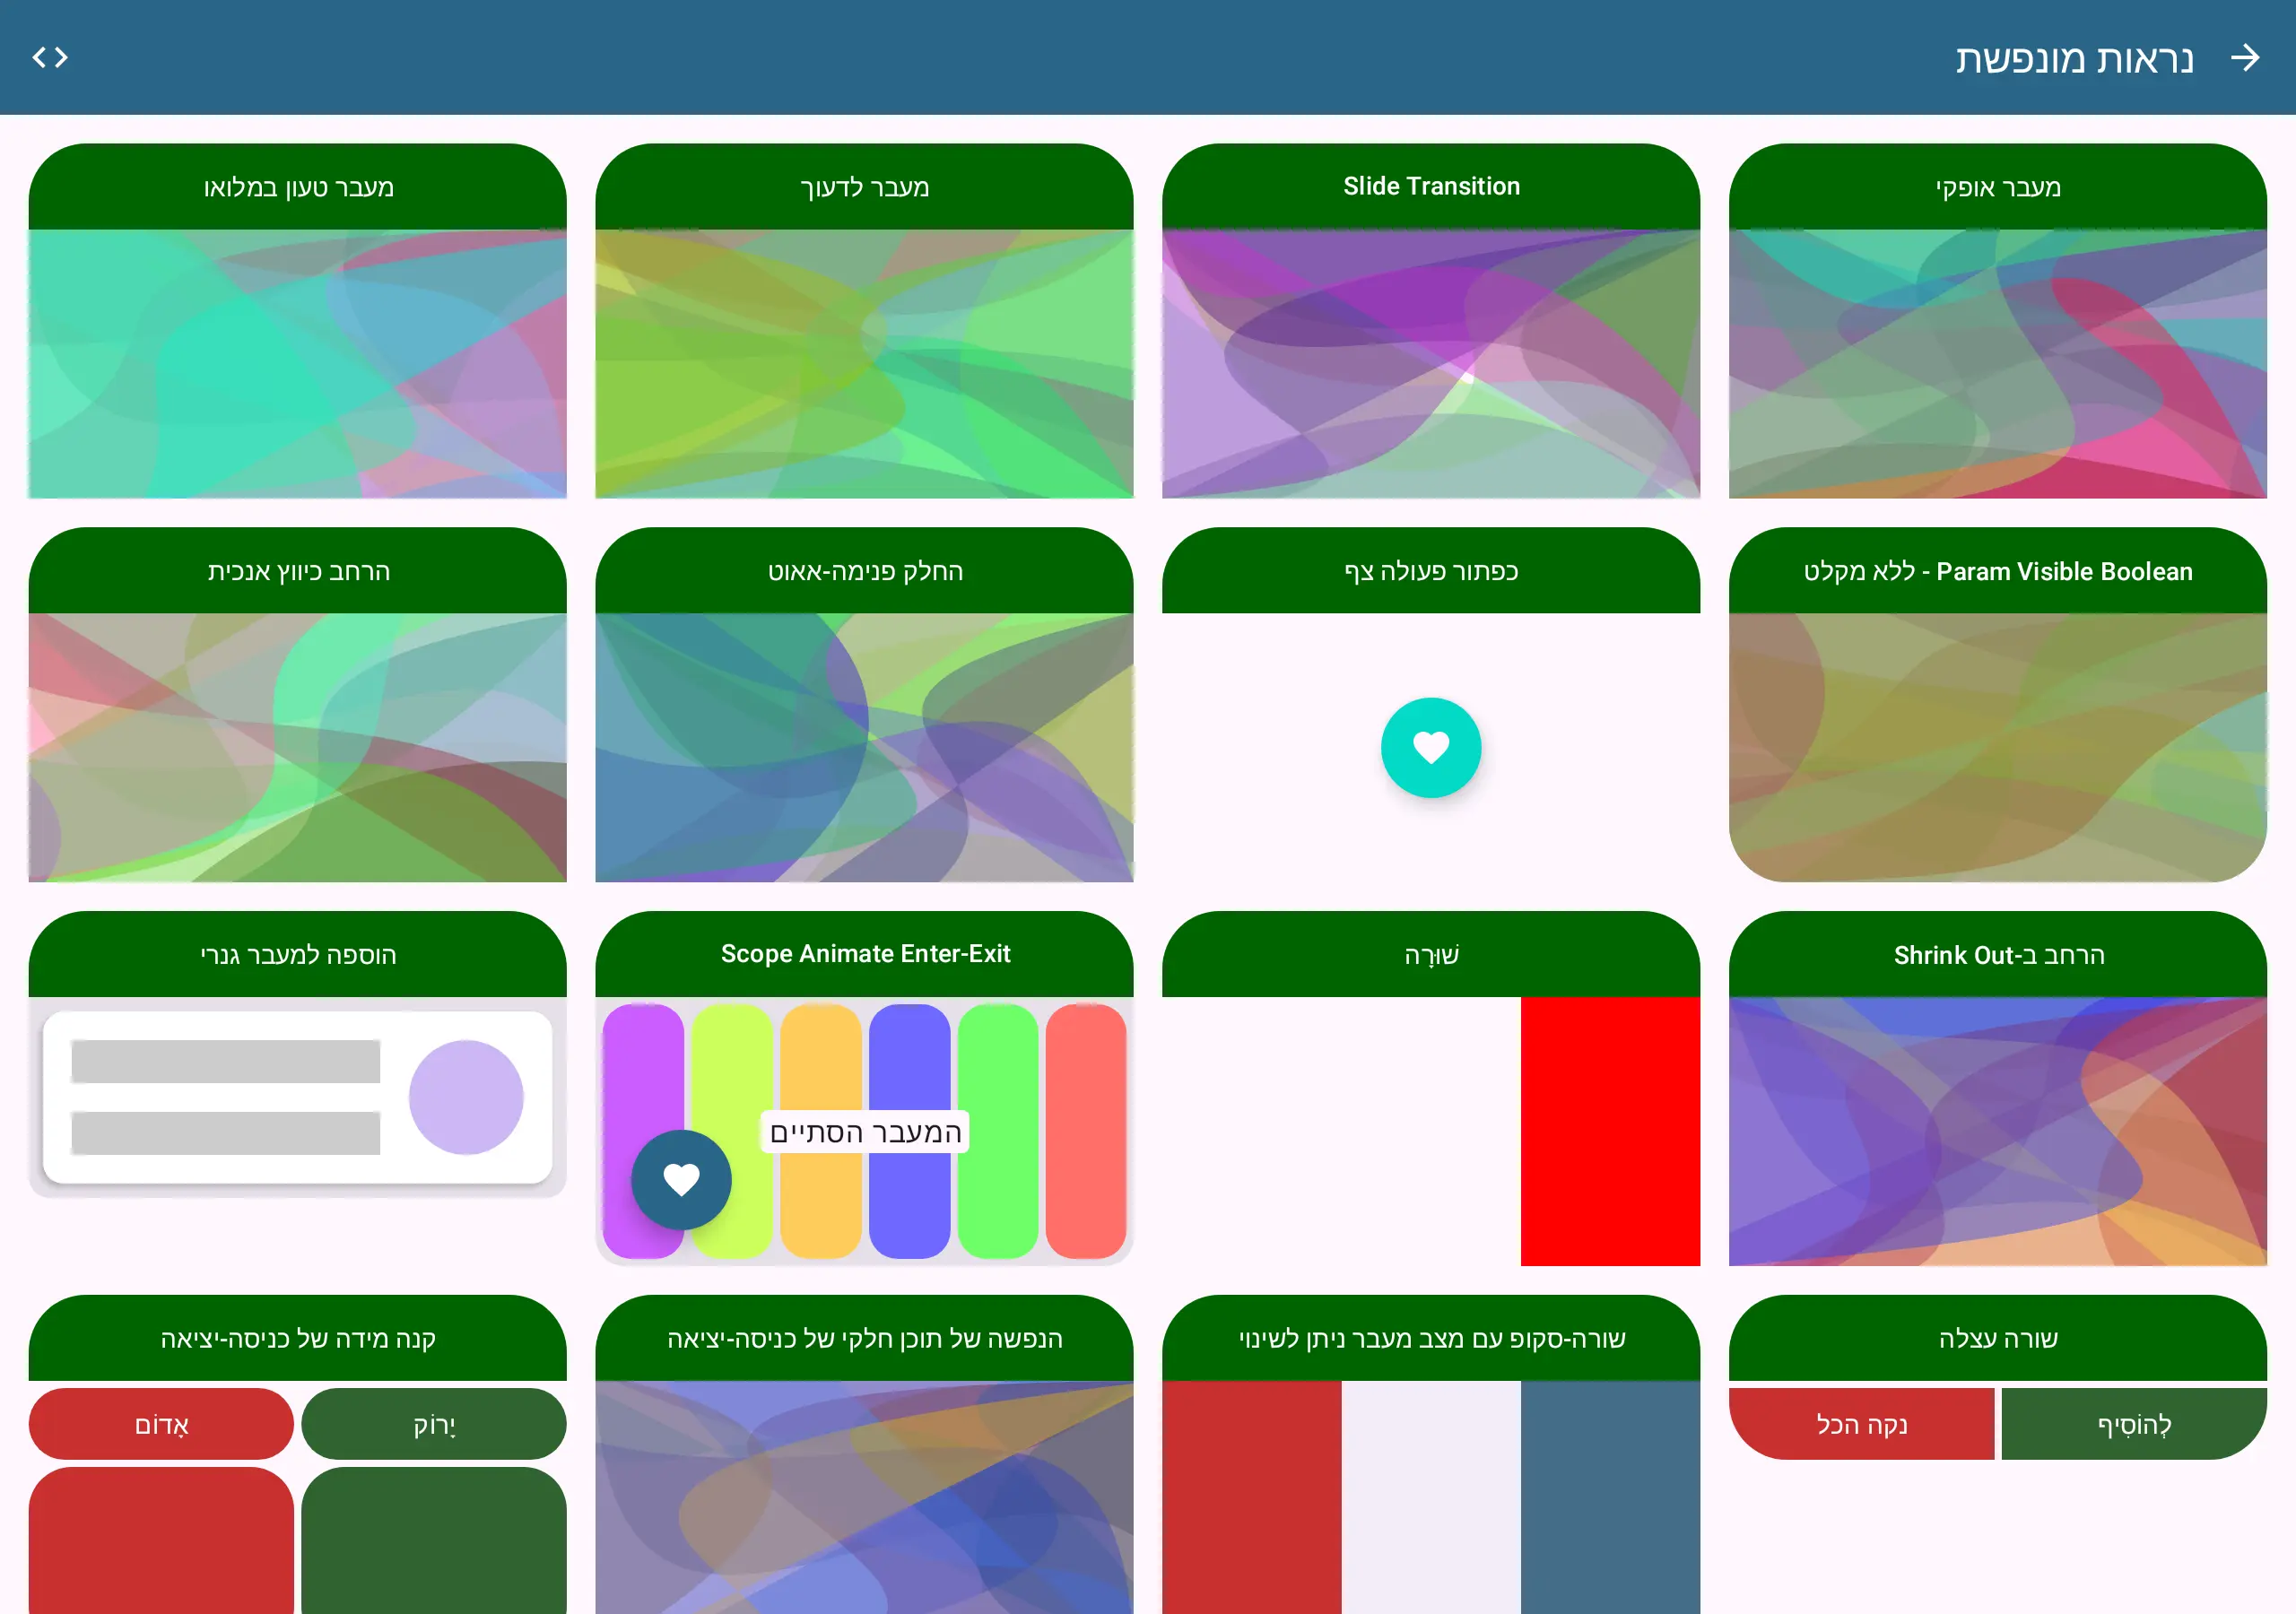 נראות מונפשת
מעבר אופקי
Slide Transition
מעבר לדעוך
מעבר טעון במלואו
Param Visible Boolean - ללא מקלט
כפתור פעולה צף
החלק פנימה-אאוט
הרחב כיווץ אנכית
הרחב ב-Shrink Out
שׁוּרָה
Scope Animate Enter-Exit
המעבר הסתיים
הוספה למעבר גנרי
שורה עצלה
לְהוֹסִיף
נקה הכל
שורה-סקופ עם מצב מעבר ניתן לשינוי
הנפשה של תוכן חלקי של כניסה-יציאה
קנה מידה של כניסה-יציאה
יָרוֹק
אָדוֹם